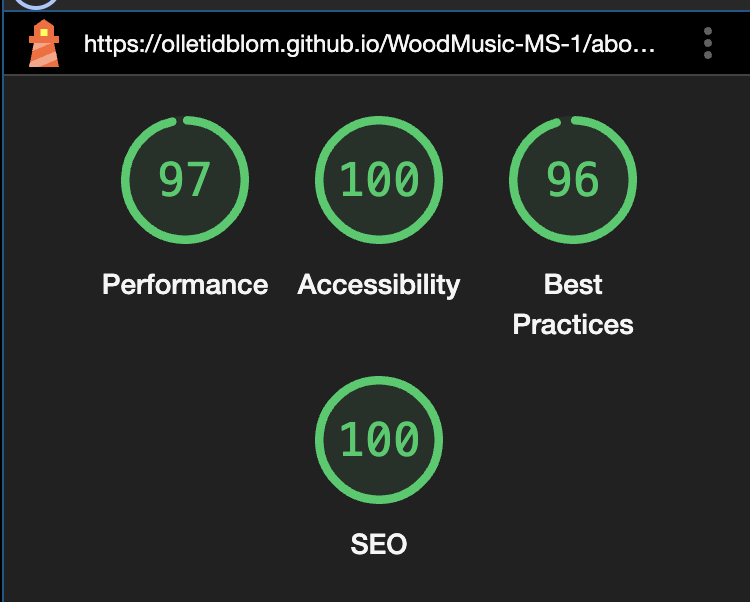 https://olletidblom.github.io/WoodMusic-MS-1/abo...
97 100 96
Performance Accessibility Best
Practices
100
SEO